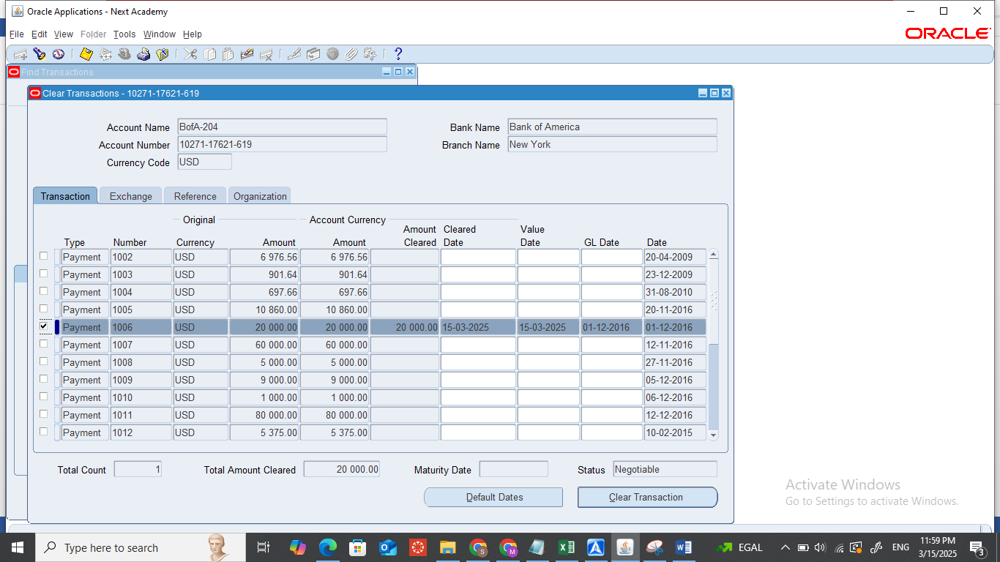 Oracle Applications - Next Academy
File Edit View Folder Tools Window Help
ORACLE
Find Transactions
Clear Transactions - 10271-17621-619
Account Name BofA-204 Bank Name Bank of America
Account Number 10271-17621-619 Branch Name New York
Currency Code USD
Transaction Exchange Reference Organization
Original Account Currency
Amount Cleared Value
Type Number Currency Amount Amount Cleared Date Date GL Date Date
Payment 1002 USD 6 976.56 6 976.56 20-04-2009
Payment 1003 USD 901.64 901.64 23-12-2009
Payment 1004 USD 697.66 697.66 31-08-2010
Payment 1005 USD 10 860.00 10 860.00 20-11-2016
Payment 1006 USD 20 000.00 20 000.00 20 000.00 15-03-2025 15-03-2025 01-12-2016 01-12-2016
Payment 1007 USD 60 000.00 60 000.00 12-11-2016
Payment 1008 USD 5 000.00 5 000.00 27-11-2016
Payment 1009 USD 9 000.00 9 000.00 05-12-2016
Payment 1010 USD 1 000.00 1 000.00 06-12-2016
Payment 1011 USD 80 000.00 80 000.00 12-12-2016
Payment 1012 USD 5 375.00 5 375.00 10-02-2015
Total Count 1 Total Amount Cleared 20 000.00 Maturity Date Status Negotiable
Default Dates Clear Transaction
Activate Windows
Go to Settings to activate Windows.
Type here to search EGAL ENG 11:59 PM
3/15/2025 3